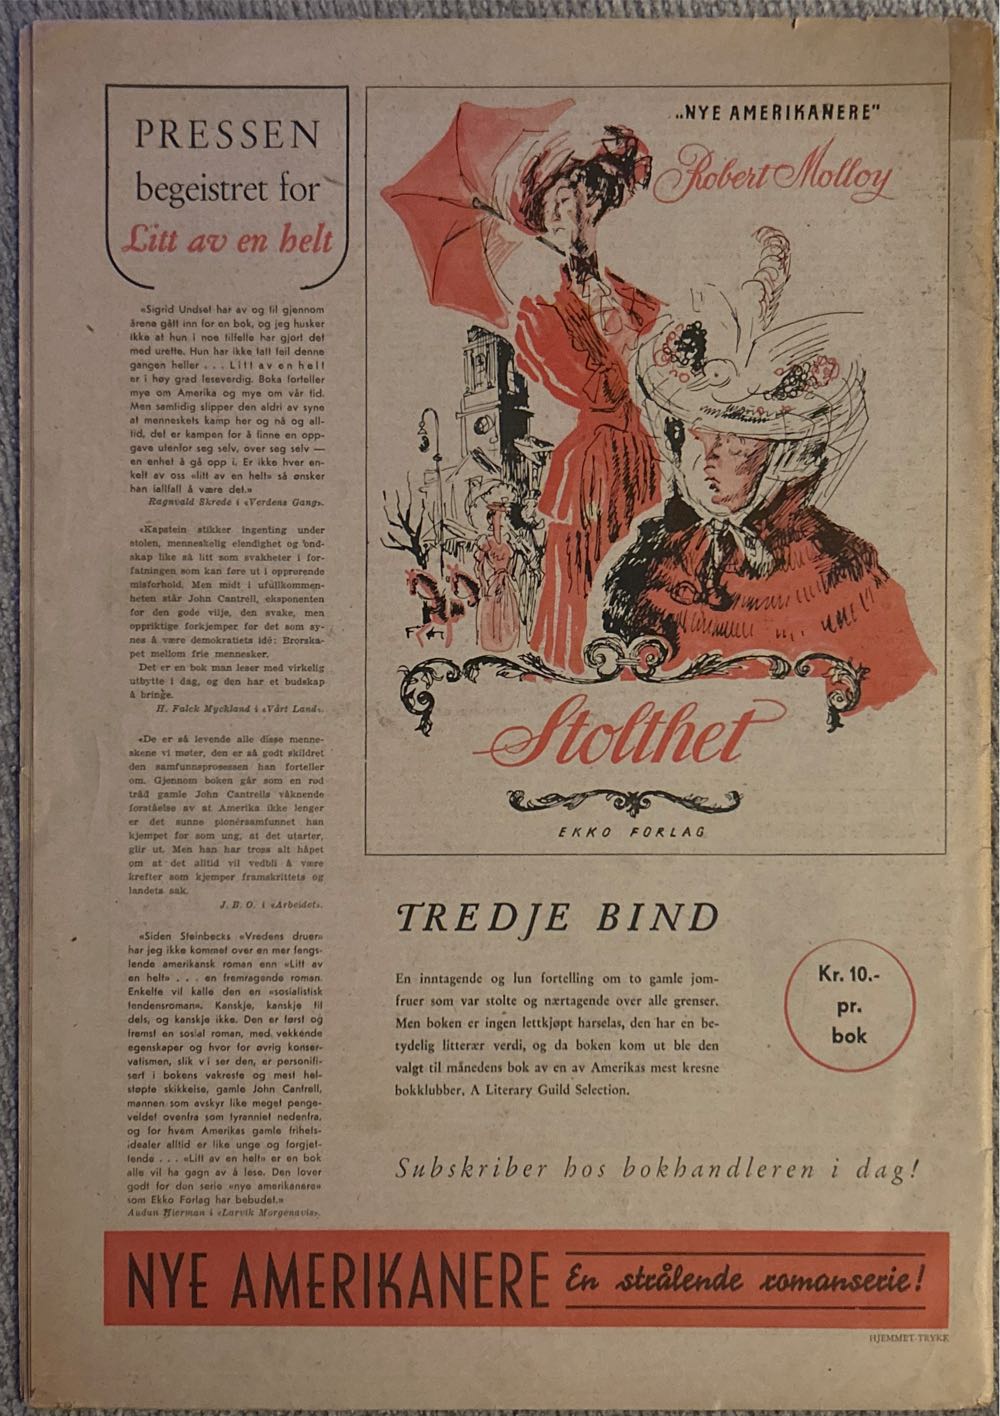 PRESSEN
begeistret for
Litt av en helt
«Sigrid Undset har av og til gjennom
årene gått inn for en bok, og jeg husker
ikke at hun i noe tilfelle har gjort det
med urette. Hun har ikke tatt feil denne
gangen heller . . . Litt av en helt
er i høy grad leseverdig. Boka forteller
mye om Amerika og mye om vår tid.
Men samtidig slipper den aldri av syne
at menneskets kamp her og nå og all-
tid, det er kampen for å finne en opp-
gave utenfor seg selv, over seg selv —
en enhet å gå opp i. Er ikke hver en-
kelt av oss «litt av en helt» så ønsker
han iallfall å være det.»
Ragnvald Skrede i «Verdens Gang».
«Kapstein stikker ingenting under
stolen, menneskelig elendighet og ond-
skap like så litt som svakheter i for-
fatningen som kan føre ut i opprørende
misforhold. Men midt i ufullkommen-
heten står John Cantrell, eksponenten
for den gode vilje, den svake, men
oppriktige forkjemper for det som sy-
nes å være demokratiets idé: Brorska-
pet mellom frie mennesker.
Det er en bok man leser med virkelig
utbytte i dag, og den har et budskap
å bringe.
H. Falck Myckland i «Vårt Land».
«De er så levende alle disse menne-
skene vi møter, den er så godt skildret
den samfunnsprosessen han forteller
om. Gjennom boken går som en rød
tråd gamle John Cantrells våknende
forståelse av at Amerika ikke lenger
er det sunne pionérsamfunnet han
kjempet for som ung, at det utarter,
glir ut. Men han har tross alt håpet
om at det alltid vil vedbli å være
krefter som kjemper framskrittets og
landets sak.
J. B. O. i «Arbeidet».
«Siden Steinbecks «Vredens druer»
har jeg ikke kommet over en mer fengs-
lende amerikansk roman enn «Litt av
en helt» . . . en fremragende roman.
Enkelte vil kalle den en «sosialistisk
tendensroman». Kanskje, kanskje til
dels, og kanskje ikke. Den er først og
fremst en sosial roman, med vekkende
egenskaper og hvor for øvrig konser-
vatismen, slik vi ser den, er personifi-
sert i bokens vakreste og mest hel-
støpte skikkelse, gamle John Cantrell,
mannen som avskyr like meget penge-
veldet ovenfra som tyranniet nedenfra,
og for hvem Amerikas gamle frihets-
idealer alltid er like unge og forgjet-
tende . . . «Litt av en helt» er en bok
alle vil ha gagn av å lese. Den lover
godt for den serie «nye amerikanere»
som Ekko Forlag har bebudet.»
Audun Hierman i «Larvik Morgenavis».
„NYE AMERIKANERE"
Robert Molloy
Stolthet
EKKO FORLAG
TREDJE BIND
En inntagende og lun fortelling om to gamle jom-
fruer som var stolte og nærtagende over alle grenser.
Men boken er ingen lettkjøpt harselas, den har en be-
tydelig litterær verdi, og da boken kom ut ble den
valgt til månedens bok av en av Amerikas mest kresne
bokklubber, A Literary Guild Selection.
Kr. 10.-
pr.
bok
Subskriber hos bokhandleren i dag!
NYE AMERIKANERE En strålende romanserie!
HJEMMET-TRYKK